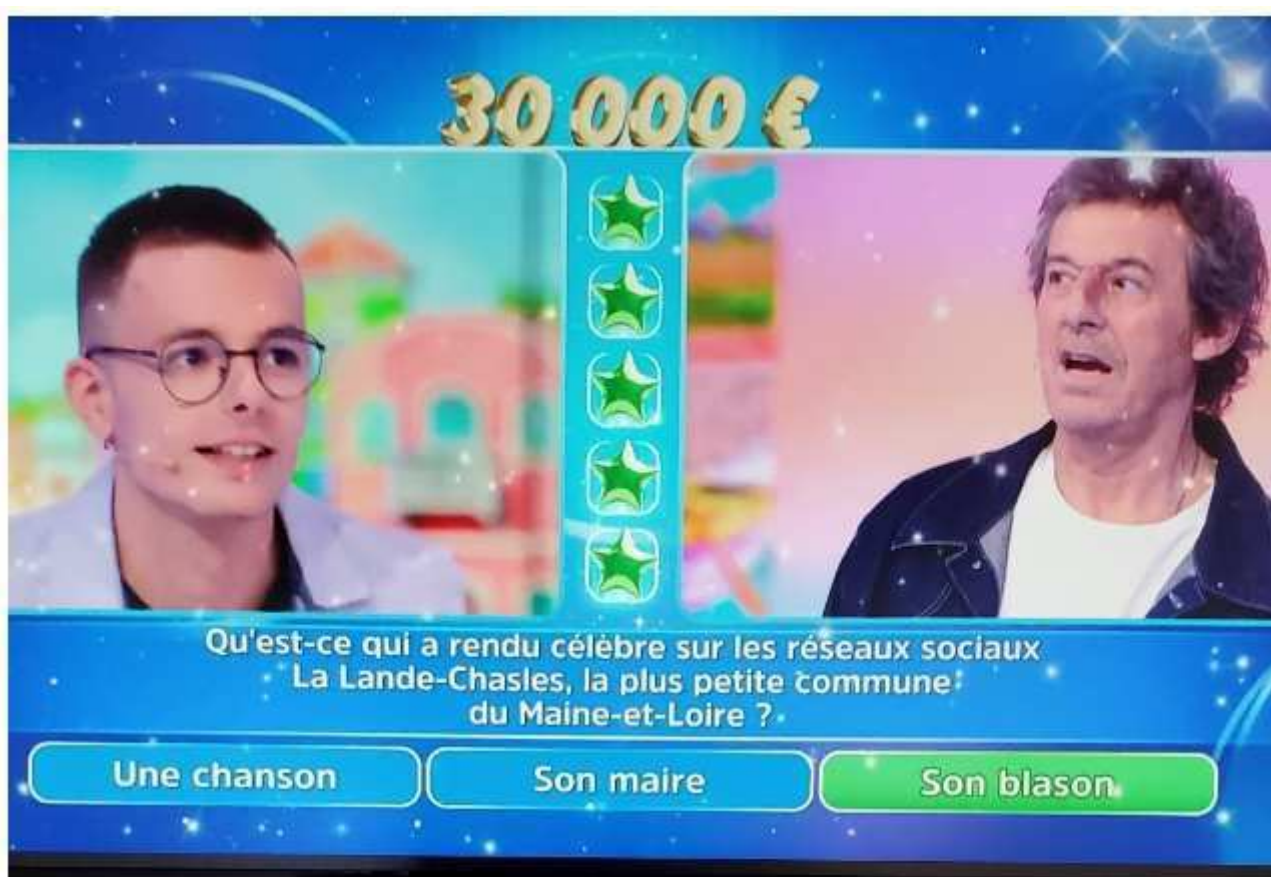 30 000 €
Qu'est-ce qui a rendu célèbre sur les réseaux sociaux
La Lande-Chasles, la plus petite commune
du Maine-et-Loire ?
Une chanson
Son maire
Son blason